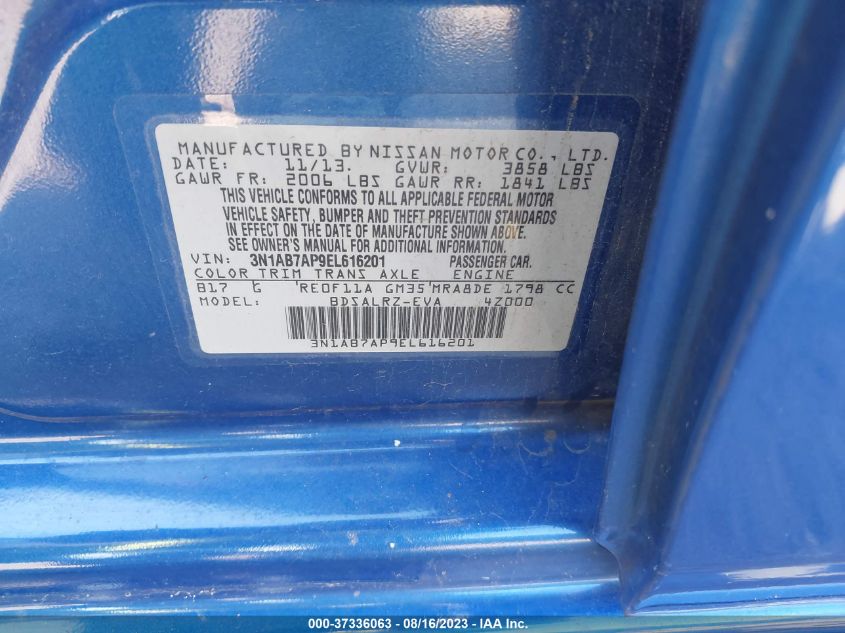 MANUFACTURED BY NISSAN MOTOR CO., LTD.
DATE: 11/13. GVWR: 3858 LBS
GAWR FR: 2006 LBS GAWR RR: 1841 LBS
THIS VEHICLE CONFORMS TO ALL APPLICABLE FEDERAL MOTOR
VEHICLE SAFETY, BUMPER AND THEFT PREVENTION STANDARDS
IN EFFECT ON THE DATE OF MANUFACTURE SHOWN ABOVE.
SEE OWNER'S MANUAL FOR ADDITIONAL INFORMATION.
VIN: 3N1AB7AP9EL616201 PASSENGER CAR.
COLOR TRIM TRANS AXLE ENGINE
B17 G RE0F11A GM35 MRA8DE 1798 CC
MODEL: BDSALRZ-EVA 4Z000
3N1AB7AP9EL616201
000-37336063 - 08/16/2023 - IAA Inc.